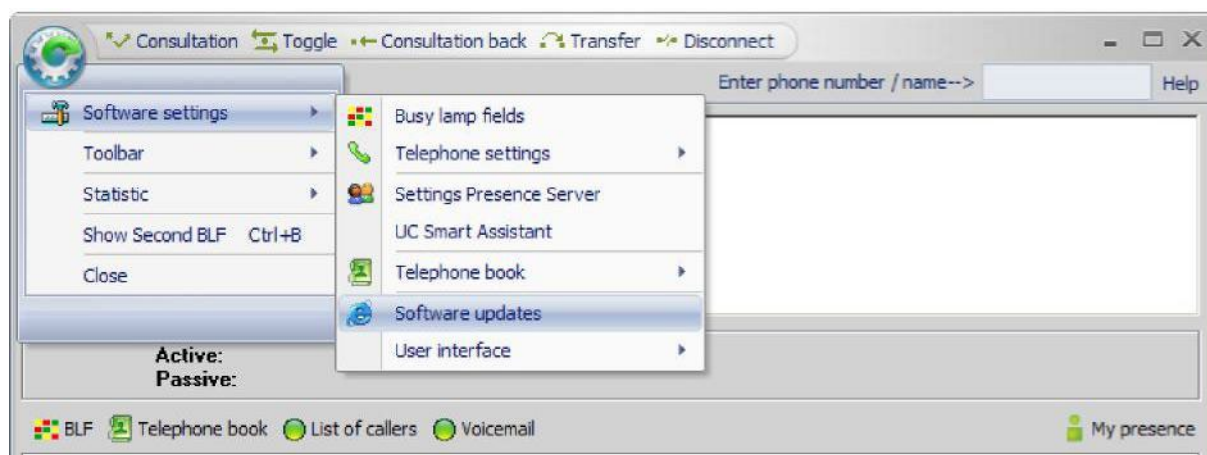 Consultation Toggle Consultation back Transfer Disconnect
Enter phone number / name--> Help
Software settings
Toolbar
Statistic
Show Second BLF Ctrl+B
Close
Busy lamp fields
Telephone settings
Settings Presence Server
UC Smart Assistant
Telephone book
Software updates
User interface
Active:
Passive:
BLF Telephone book List of callers Voicemail My presence